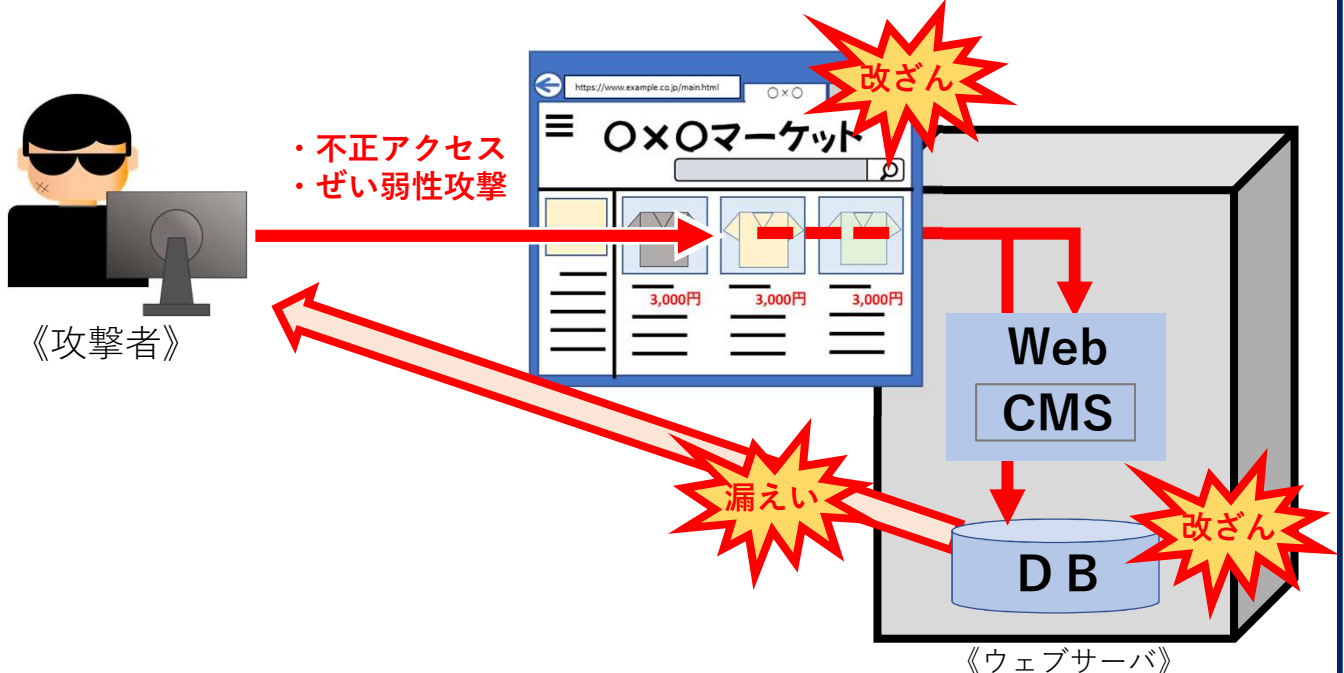 改ざん
https://www.example.co.jp/main.html
○×○
○×○マーケット
・不正アクセス
・ぜい弱性攻撃
3,000円
3,000円
3,000円
《攻撃者》
Web
CMS
漏えい
改ざん
DB
《ウェブサーバ》